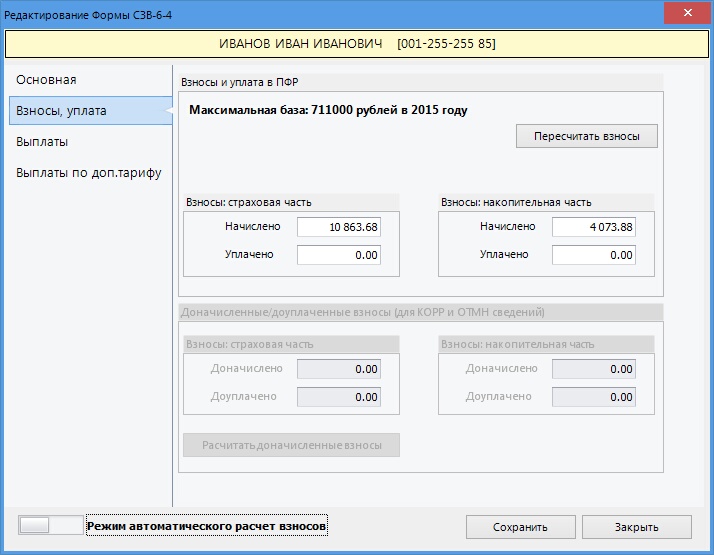 Редактирование Формы СЗВ-6-4
ИВАНОВ ИВАН ИВАНОВИЧ [001-255-255 85]
Основная
Взносы, уплата
Выплаты
Выплаты по доп.тарифу
Взносы и уплата в ПФР
Максимальная база: 711000 рублей в 2015 году
Пересчитать взносы
Взносы: страховая часть
Начислено 10 863.68
Уплачено 0.00
Взносы: накопительная часть
Начислено 4 073.88
Уплачено 0.00
Доначисленные/доуплаченные взносы (для КОРР и ОТМН сведений)
Взносы: страховая часть
Доначислено 0.00
Доуплачено 0.00
Взносы: накопительная часть
Доначислено 0.00
Доуплачено 0.00
Расчитать доначисленные взносы
Режим автоматического расчет взносов
Сохранить
Закрыть